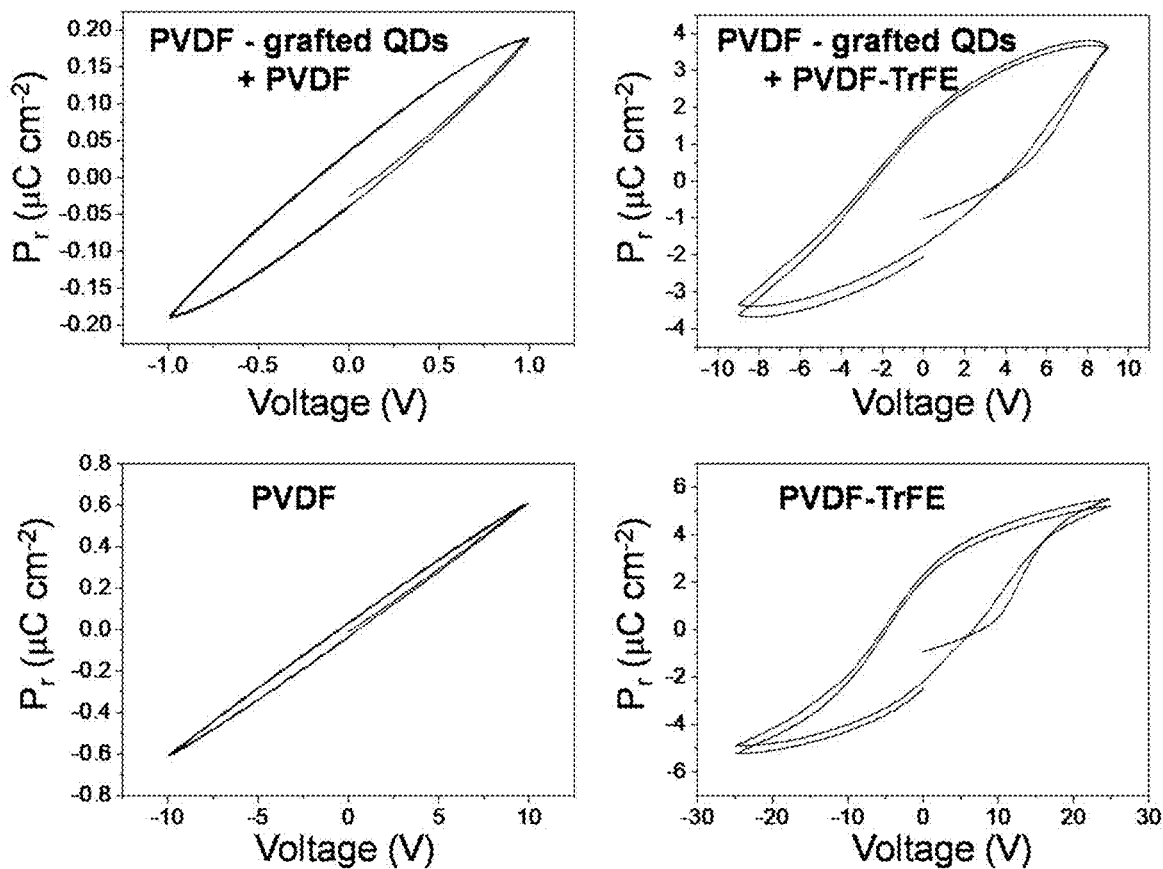 PVDF - grafted QDs
+ PVDF
0.20
0.15
0.10
0.05
0.00
-0.05
-0.10
-0.15
-0.20
Pr (μC cm-2)
-1.0 -0.5 0.0 0.5 1.0
Voltage (V)
PVDF - grafted QDs
+ PVDF-TrFE
4
3
2
1
0
-1
-2
-3
-4
Pr (μC cm-2)
-10 -8 -6 -4 -2 0 2 4 6 8 10
Voltage (V)
PVDF
0.8
0.6
0.4
0.2
0.0
-0.2
-0.4
-0.6
-0.8
Pr (μC cm-2)
-10 -5 0 5 10
Voltage (V)
PVDF-TrFE
6
4
2
0
-2
-4
-6
Pr (μC cm-2)
-30 -20 -10 0 10 20 30
Voltage (V)